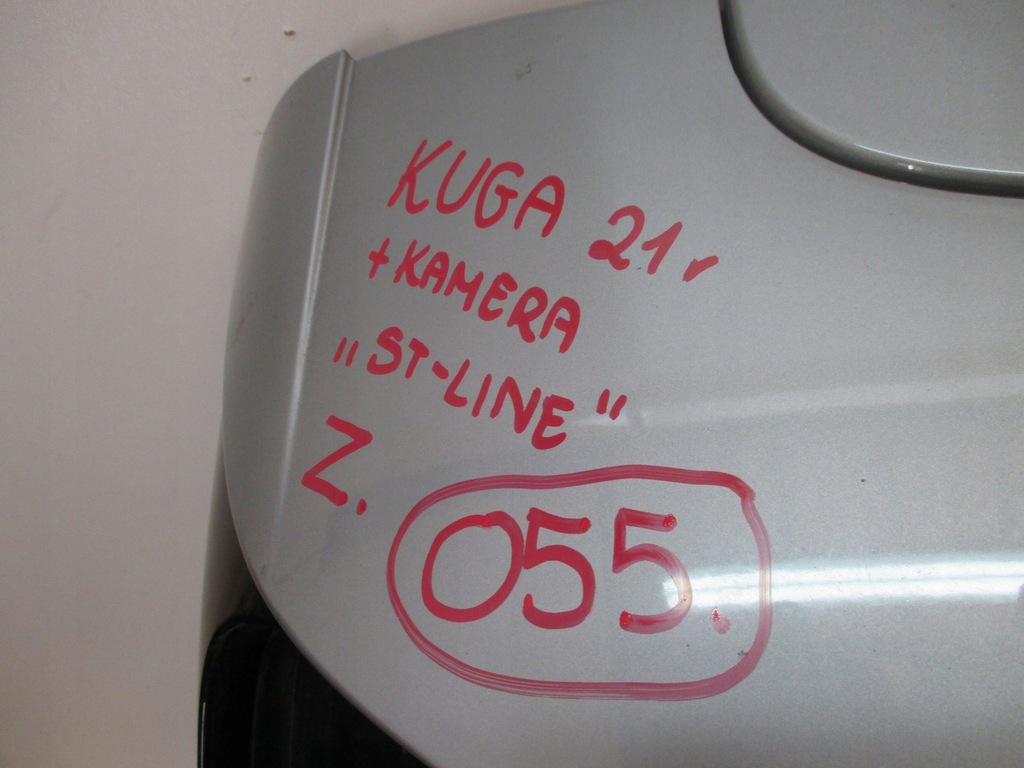 KUGA 21r
+KAMERA
„ST-LINE"
Z.
055.